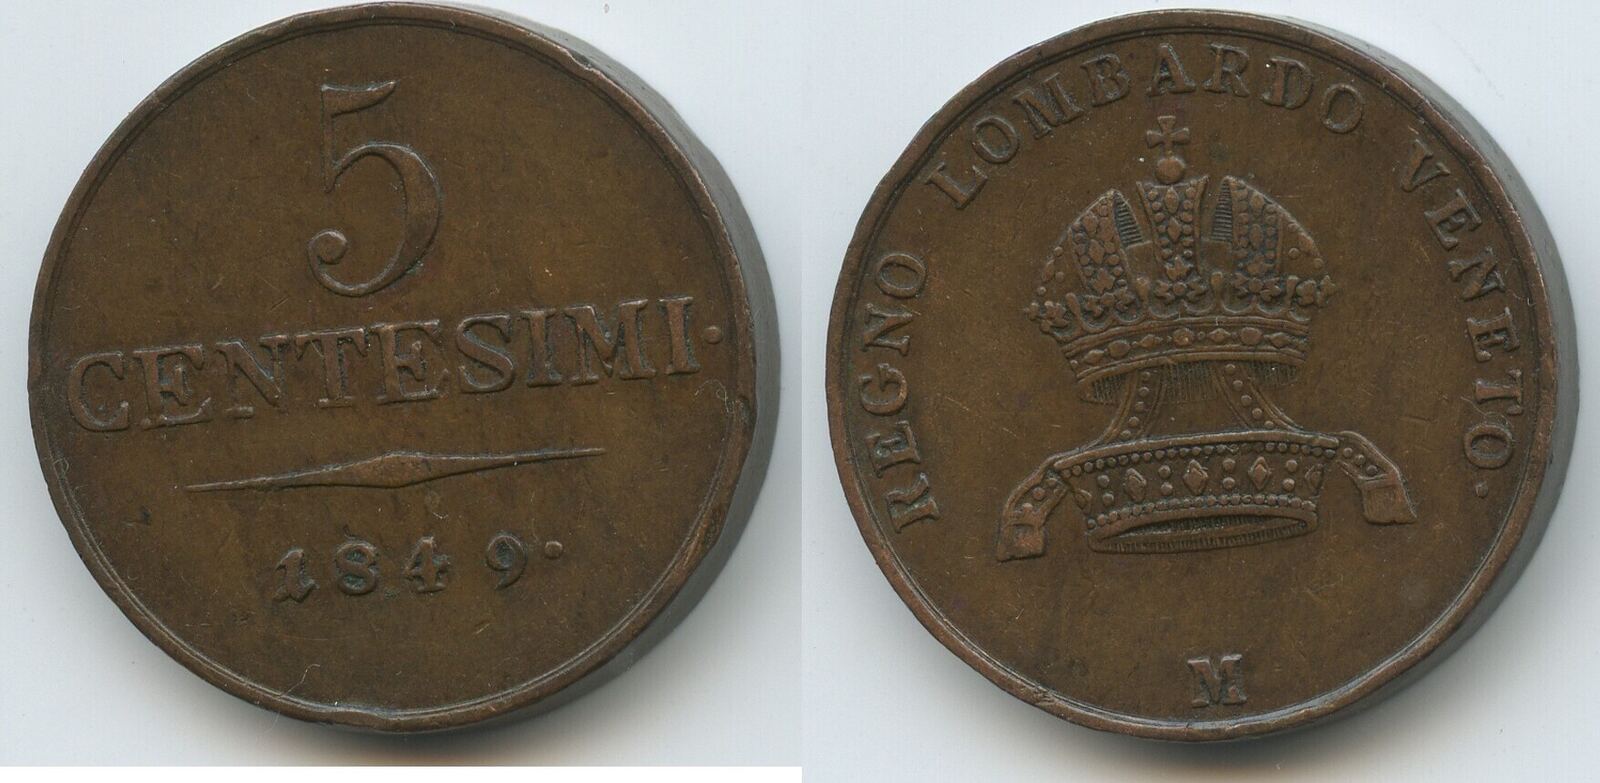 5
CENTESIMI·
1849·
REGNO LOMBARDO VENETO·
M